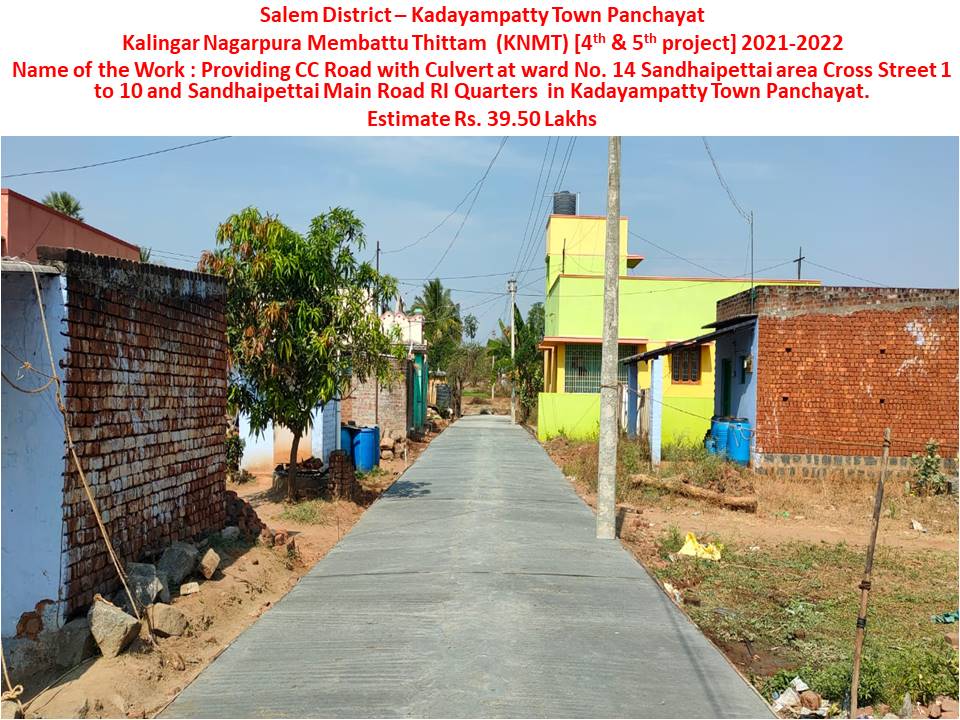 Salem District – Kadayampatty Town Panchayat
Kalingar Nagarpura Membattu Thittam (KNMT) [4th & 5th project] 2021-2022
Name of the Work : Providing CC Road with Culvert at ward No. 14 Sandhaipettai area Cross Street 1
to 10 and Sandhaipettai Main Road RI Quarters in Kadayampatty Town Panchayat.
Estimate Rs. 39.50 Lakhs